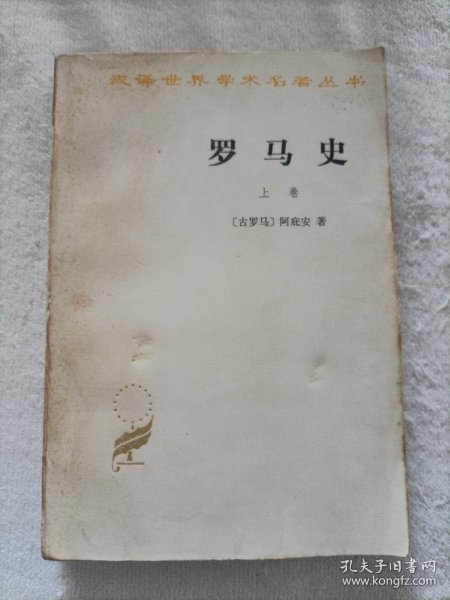 汉译世界学术名著丛书
罗马史
上卷
〔古罗马〕阿庇安 著
孔夫子旧书网
www.kongfz.com